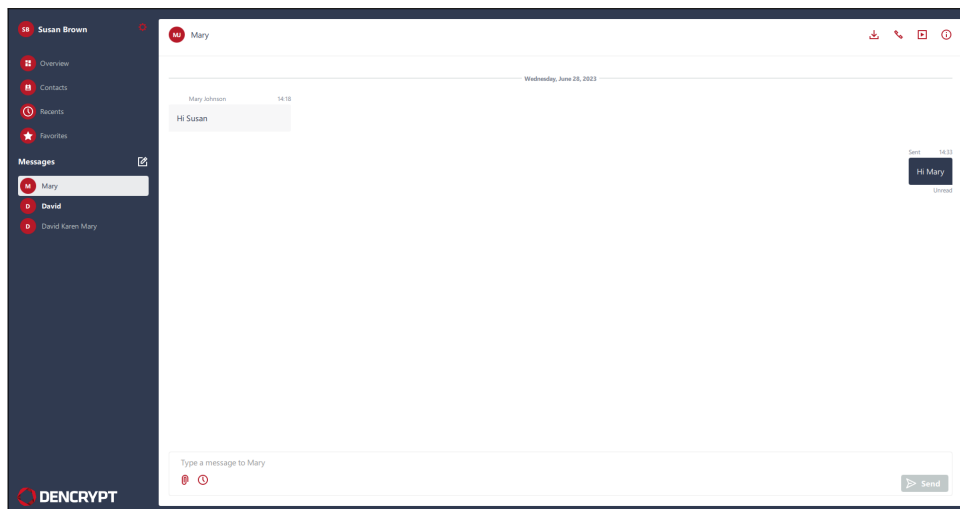 SB Susan Brown
Overview
Contacts
Recents
Favorites
Messages
M Mary
D David
D David Karen Mary
DENCRYPT
MJ Mary
Wednesday, June 28, 2023
Mary Johnson 14:18
Hi Susan
Sent 14:33
Hi Mary
Unread
Type a message to Mary
Send